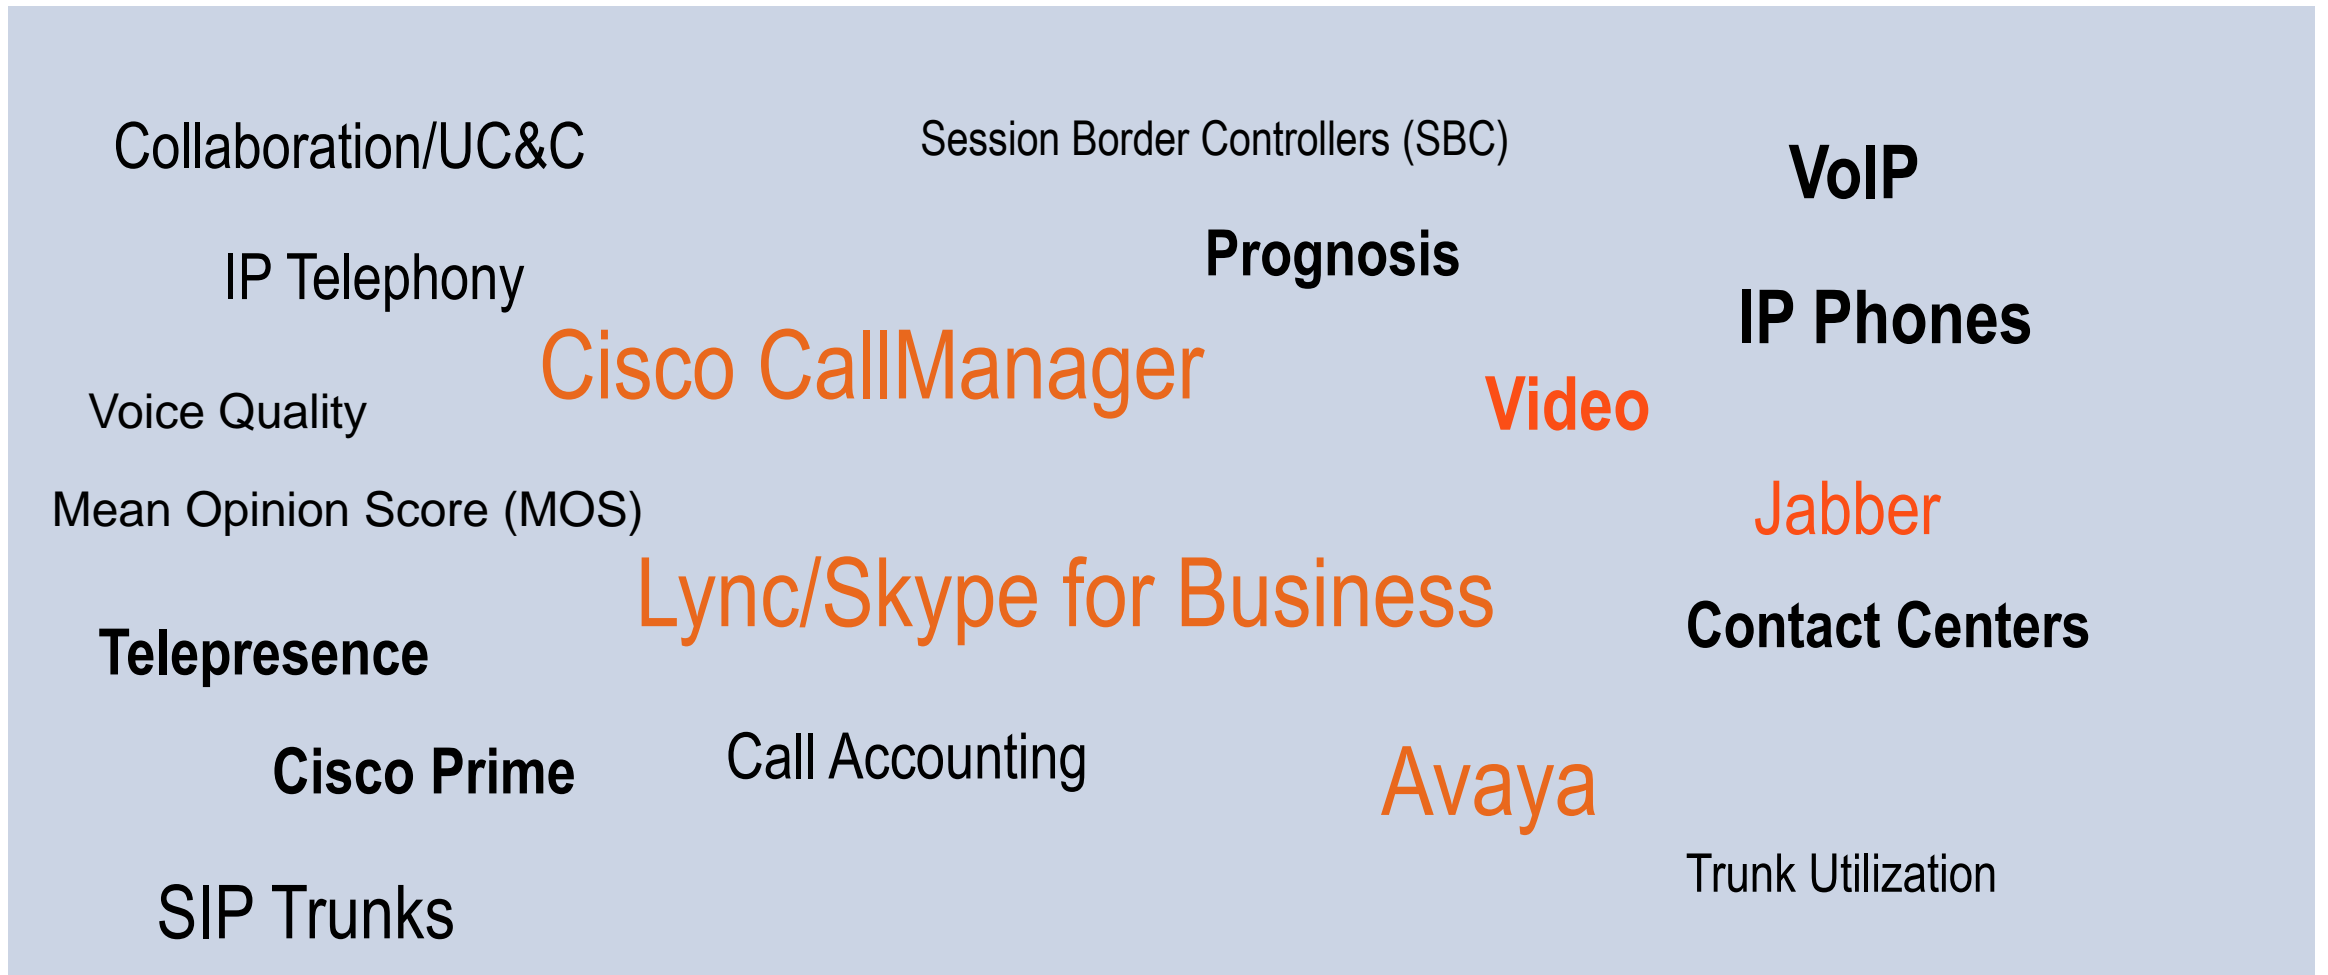 Collaboration/UC&C
Session Border Controllers (SBC)
VoIP
Prognosis
IP Telephony
IP Phones
Cisco CallManager
Video
Voice Quality
Mean Opinion Score (MOS)
Jabber
Lync/Skype for Business
Contact Centers
Telepresence
Cisco Prime
Call Accounting
Avaya
Trunk Utilization
SIP Trunks